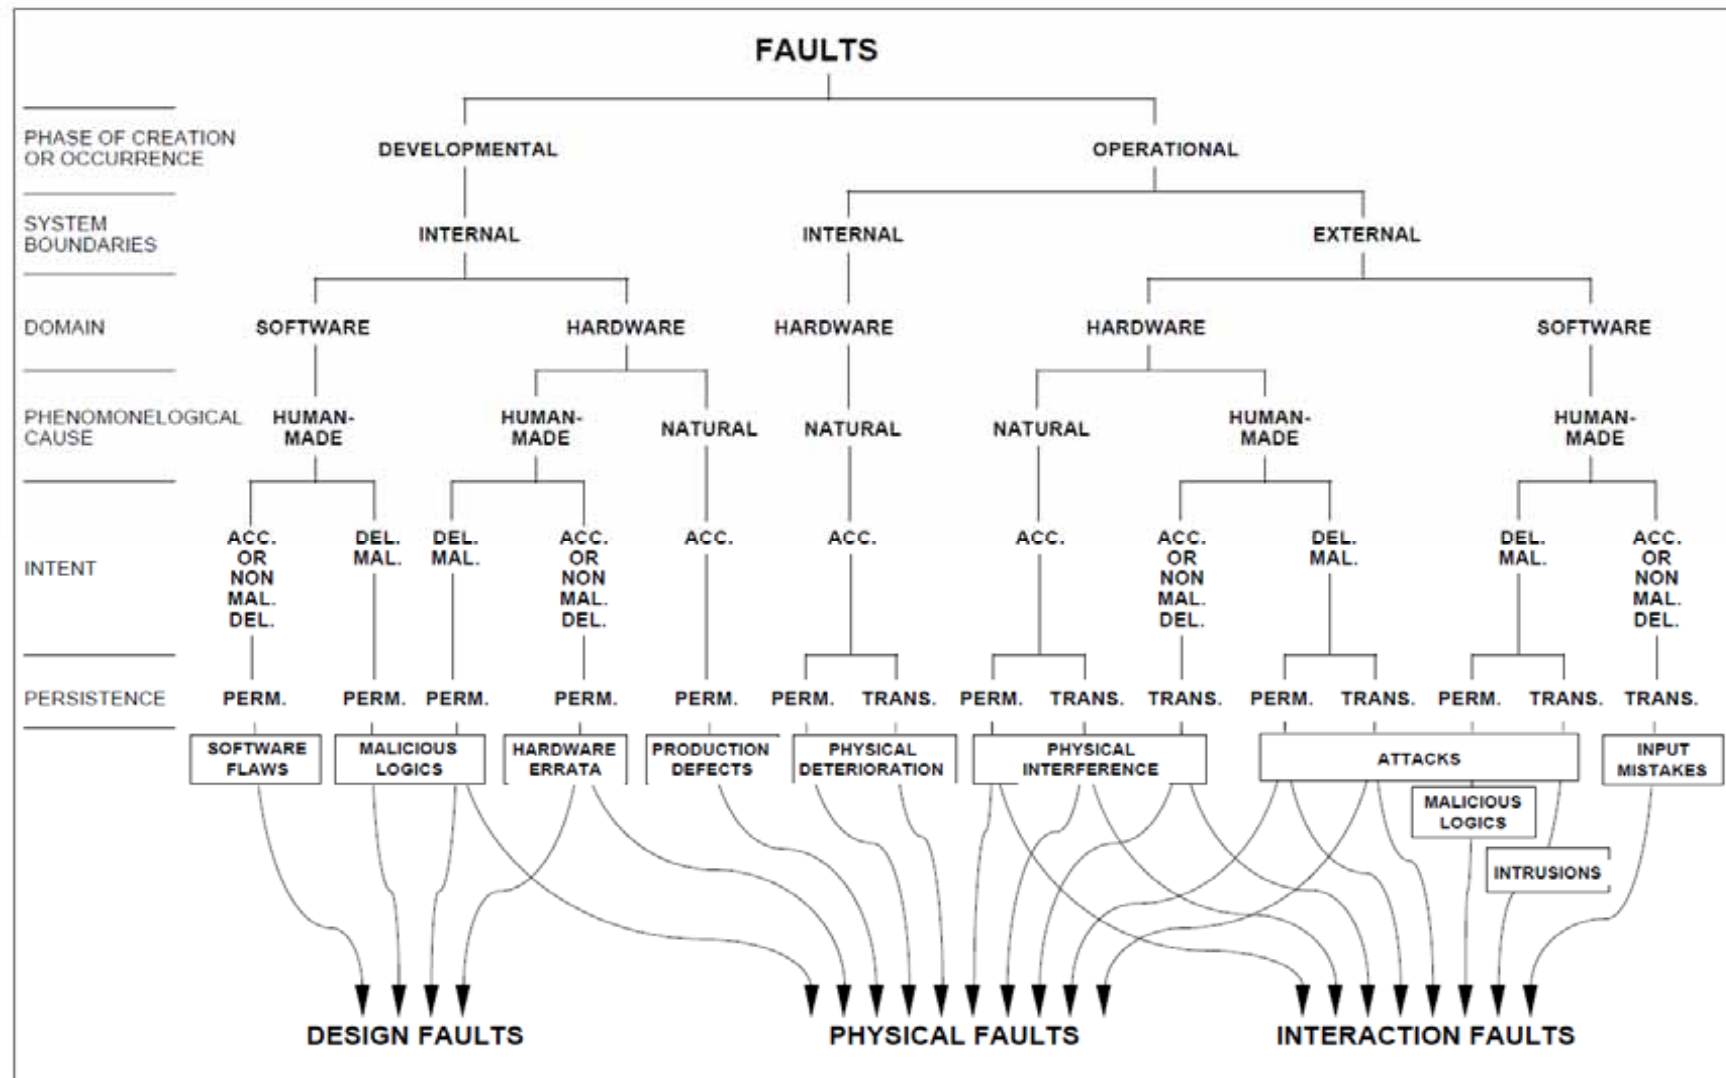 FAULTS
PHASE OF CREATION
OR OCCURRENCE
DEVELOPMENTAL
OPERATIONAL
SYSTEM
BOUNDARIES
INTERNAL
INTERNAL
EXTERNAL
DOMAIN
SOFTWARE
HARDWARE
HARDWARE
HARDWARE
SOFTWARE
PHENOMONELOGICAL
CAUSE
HUMAN-
MADE
HUMAN-
MADE
NATURAL
NATURAL
NATURAL
HUMAN-
MADE
HUMAN-
MADE
INTENT
ACC.
OR
NON
MAL.
DEL.
DEL.
MAL.
DEL.
MAL.
ACC.
OR
NON
MAL.
DEL.
ACC.
ACC.
ACC.
ACC.
OR
NON
MAL.
DEL.
DEL.
MAL.
DEL.
MAL.
ACC.
OR
NON
MAL.
DEL.
PERSISTENCE
PERM.
PERM.
PERM.
PERM.
PERM.
PERM.
TRANS.
PERM.
TRANS.
TRANS.
PERM.
TRANS.
PERM.
TRANS.
TRANS.
SOFTWARE
FLAWS
MALICIOUS
LOGICS
HARDWARE
ERRATA
PRODUCTION
DEFECTS
PHYSICAL
DETERIORATION
PHYSICAL
INTERFERENCE
ATTACKS
INPUT
MISTAKES
MALICIOUS
LOGICS
INTRUSIONS
DESIGN FAULTS
PHYSICAL FAULTS
INTERACTION FAULTS